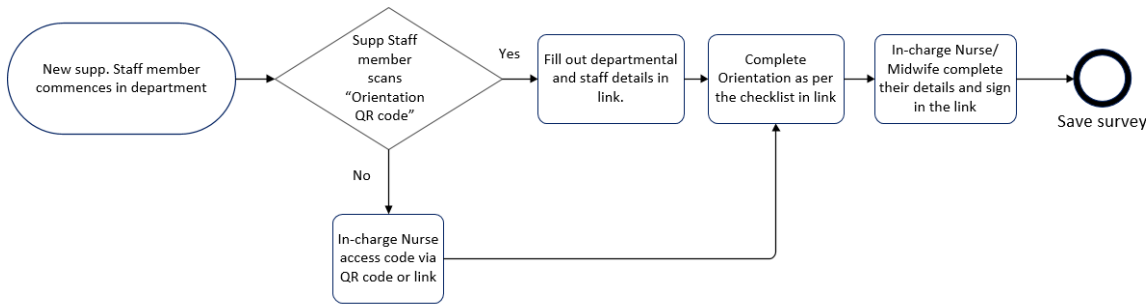 New supp. Staff member
commences in department
Supp Staff
member
scans
“Orientation
QR code”
Yes
Fill out departmental
and staff details in
link.
Complete
Orientation as per
the checklist in link
In-charge Nurse/
Midwife complete
their details and sign
in the link
Save survey
No
In-charge Nurse
access code via
QR code or link